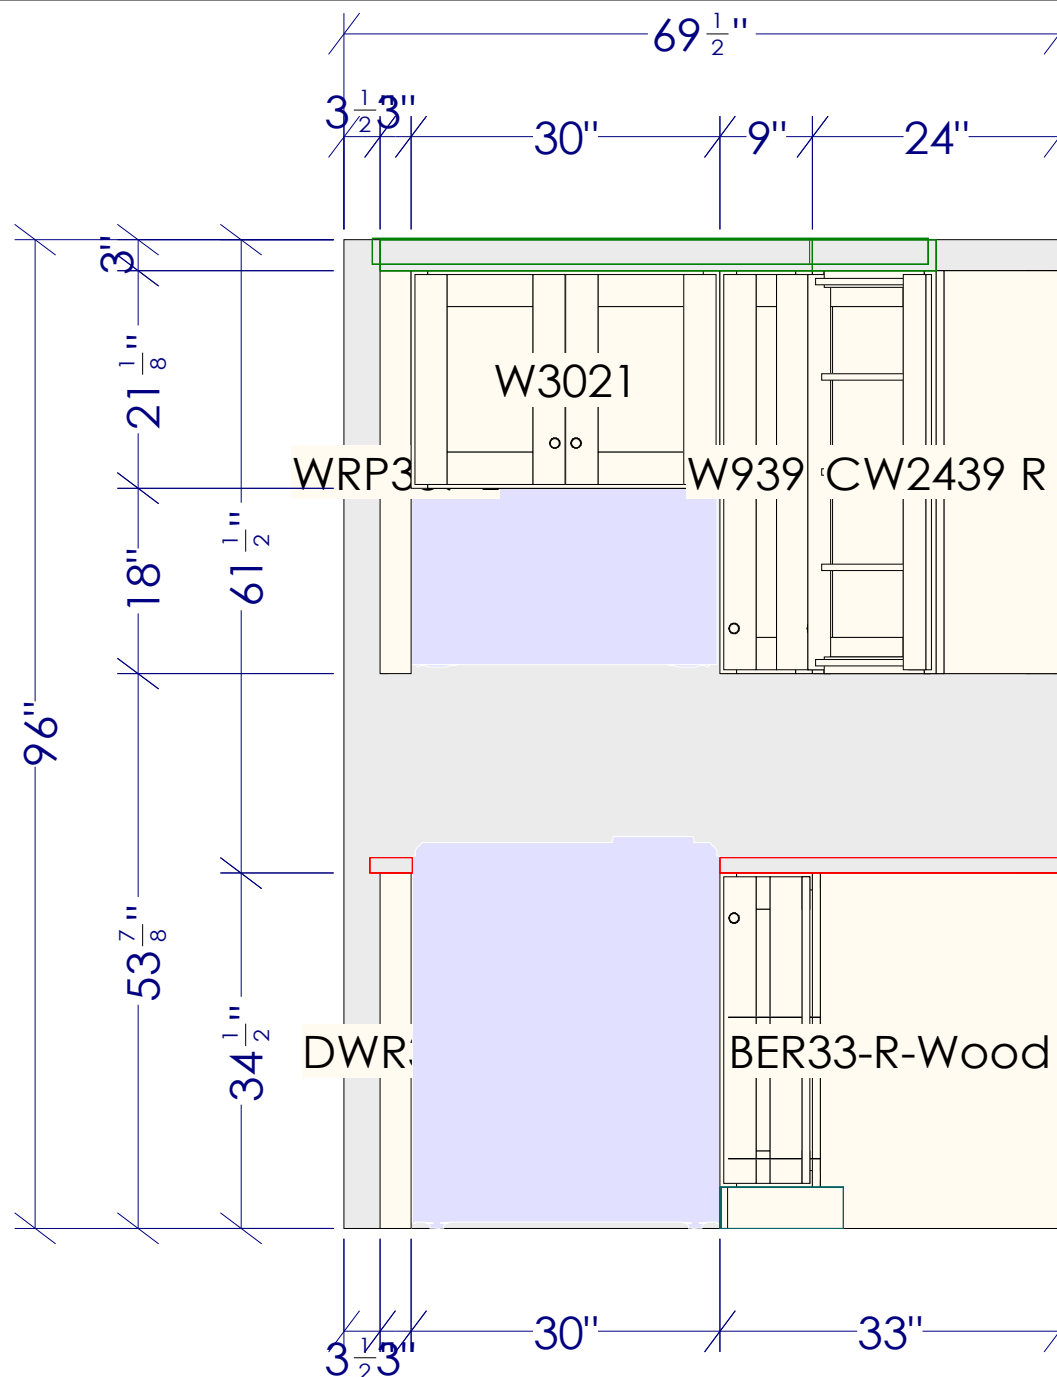 69 1/2"
3 1/2" 3" 30" 9" 24"
3"
21 1/8"
W3021
WRP3
W939
CW2439 R
61 1/2"
18"
96"
53 7/8"
34 1/2"
DWR3
BER33-R-Wood
3 1/2" 3" 30" 33"